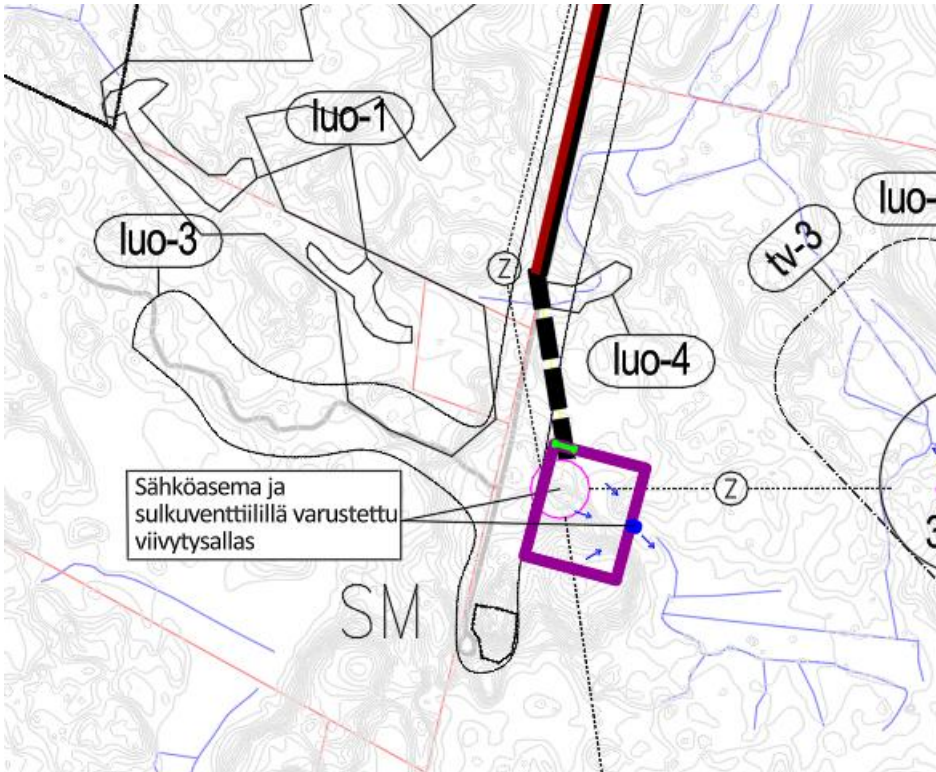 luo-1
luo-
luo-3
tv-3
Z
luo-4
Sähköasema ja
sulkuventtiilillä varustettu
viivytysallas
Z
3
SM